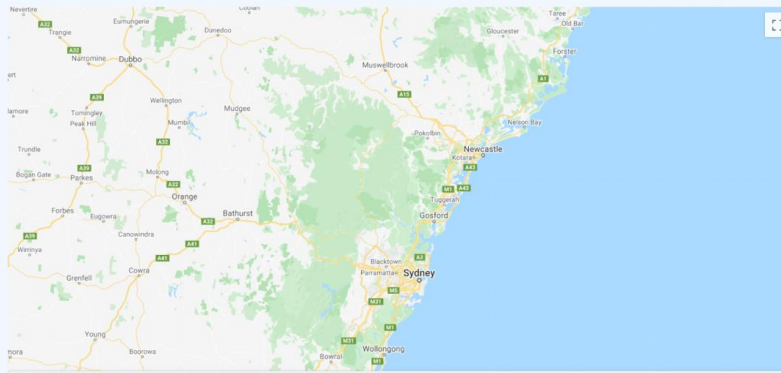 Nevertire
Coolah
Taree
Eumungerie
Old Bar
A32
Trangie
Dunedoo
Gloucester
A32
Narromine
Dubbo
Forster
Muswellbrook
A1
A39
A15
Wellington
Tomingley
Mudgee
Peak Hill
Nelson Bay
Pokolbin
A32
Trundle
Newcastle
Kotara
A39
A43
Bogan Gate
Parkes
Molong
A32
M1
A43
Orange
Tuggerah
Forbes
Eugowra
Bathurst
Gosford
A32
A39
Canowindra
A41
Wirrinya
A3
Blacktown
A41
Cowra
Parramatta
Sydney
Grenfell
M5
M31
M1
Young
M31
Boorowa
Wollongong
Bowral
M1